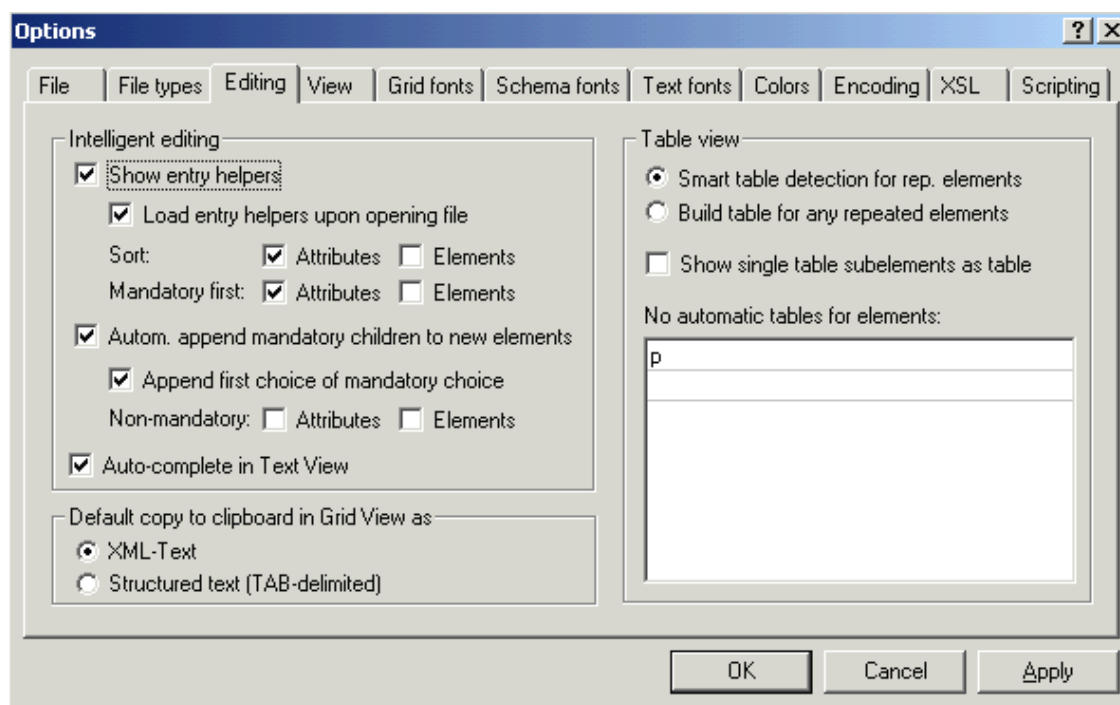 Options
File File types Editing View Grid fonts Schema fonts Text fonts Colors Encoding XSL Scripting
Intelligent editing
Show entry helpers
Load entry helpers upon opening file
Sort: Attributes Elements
Mandatory first: Attributes Elements
Autom. append mandatory children to new elements
Append first choice of mandatory choice
Non-mandatory: Attributes Elements
Auto-complete in Text View
Default copy to clipboard in Grid View as
XML-Text
Structured text (TAB-delimited)
Table view
Smart table detection for rep. elements
Build table for any repeated elements
Show single table subelements as table
No automatic tables for elements:
p
OK Cancel Apply